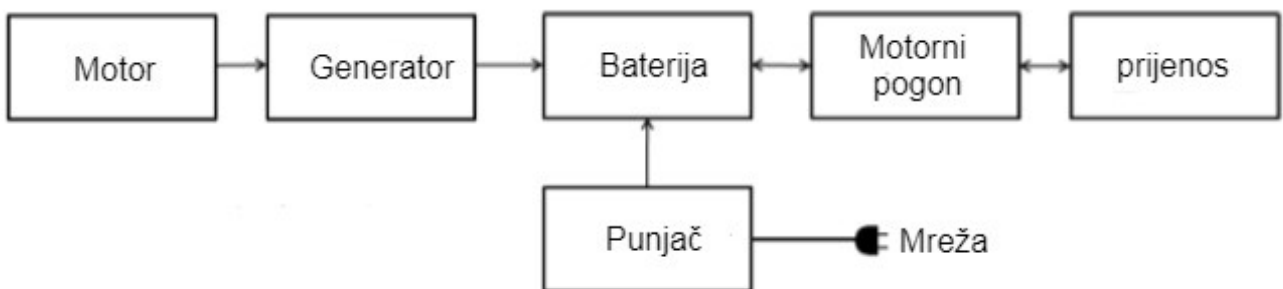 Motor
Generator
Baterija
Motorni
pogon
prijenos
Punjač
Mreža